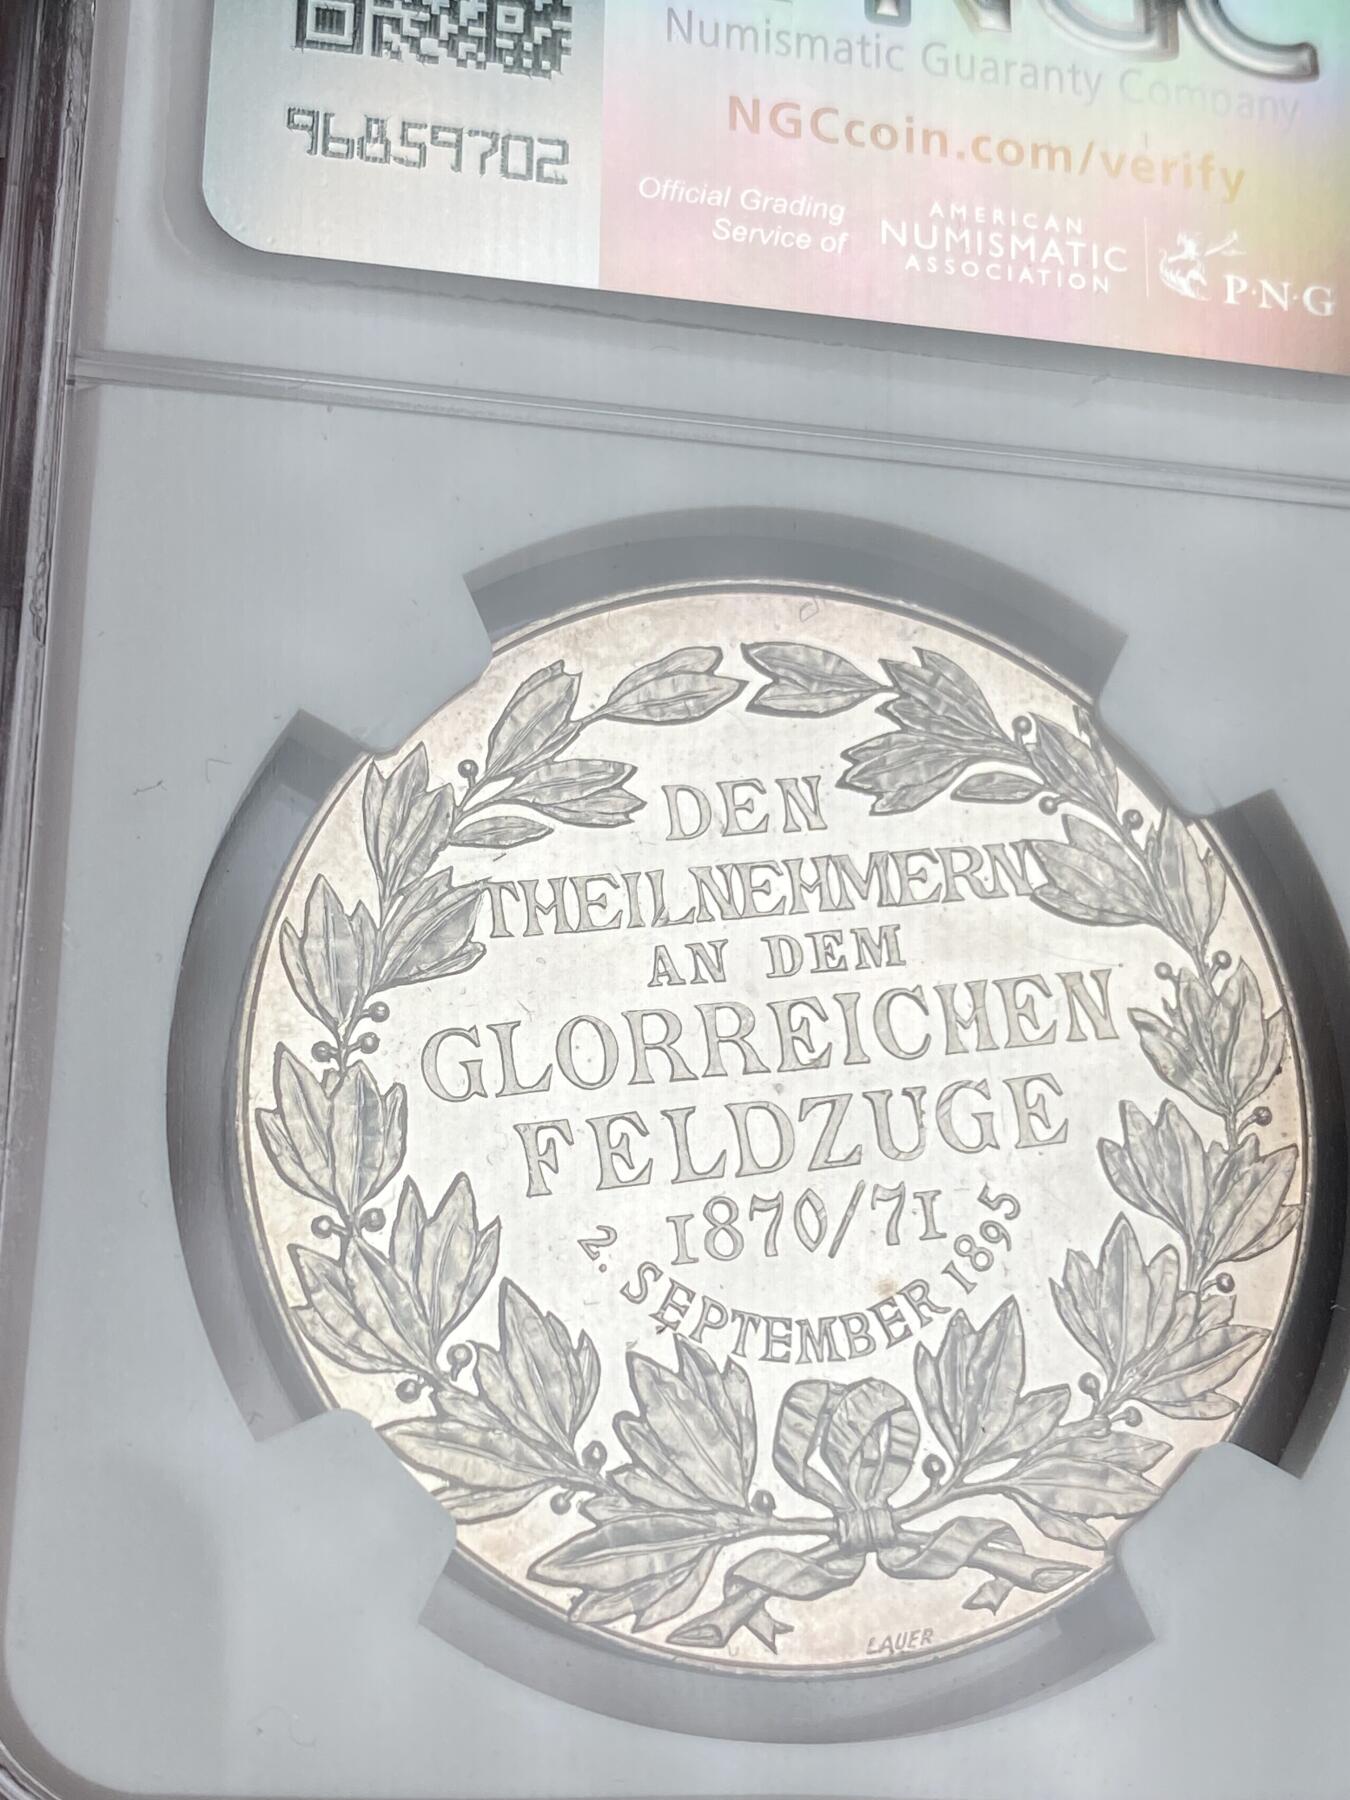 NGC
Numismatic Guaranty Company
NGCcoin.com/verify
Official Grading
Service of
AMERICAN
NUMISMATIC
ASSOCIATION
P·N·G
DEN
THEILNEHMERN
AN DEM
GLORREICHEN
FELDZUGE
1870/71
2. SEPTEMBER 1895
LAUER